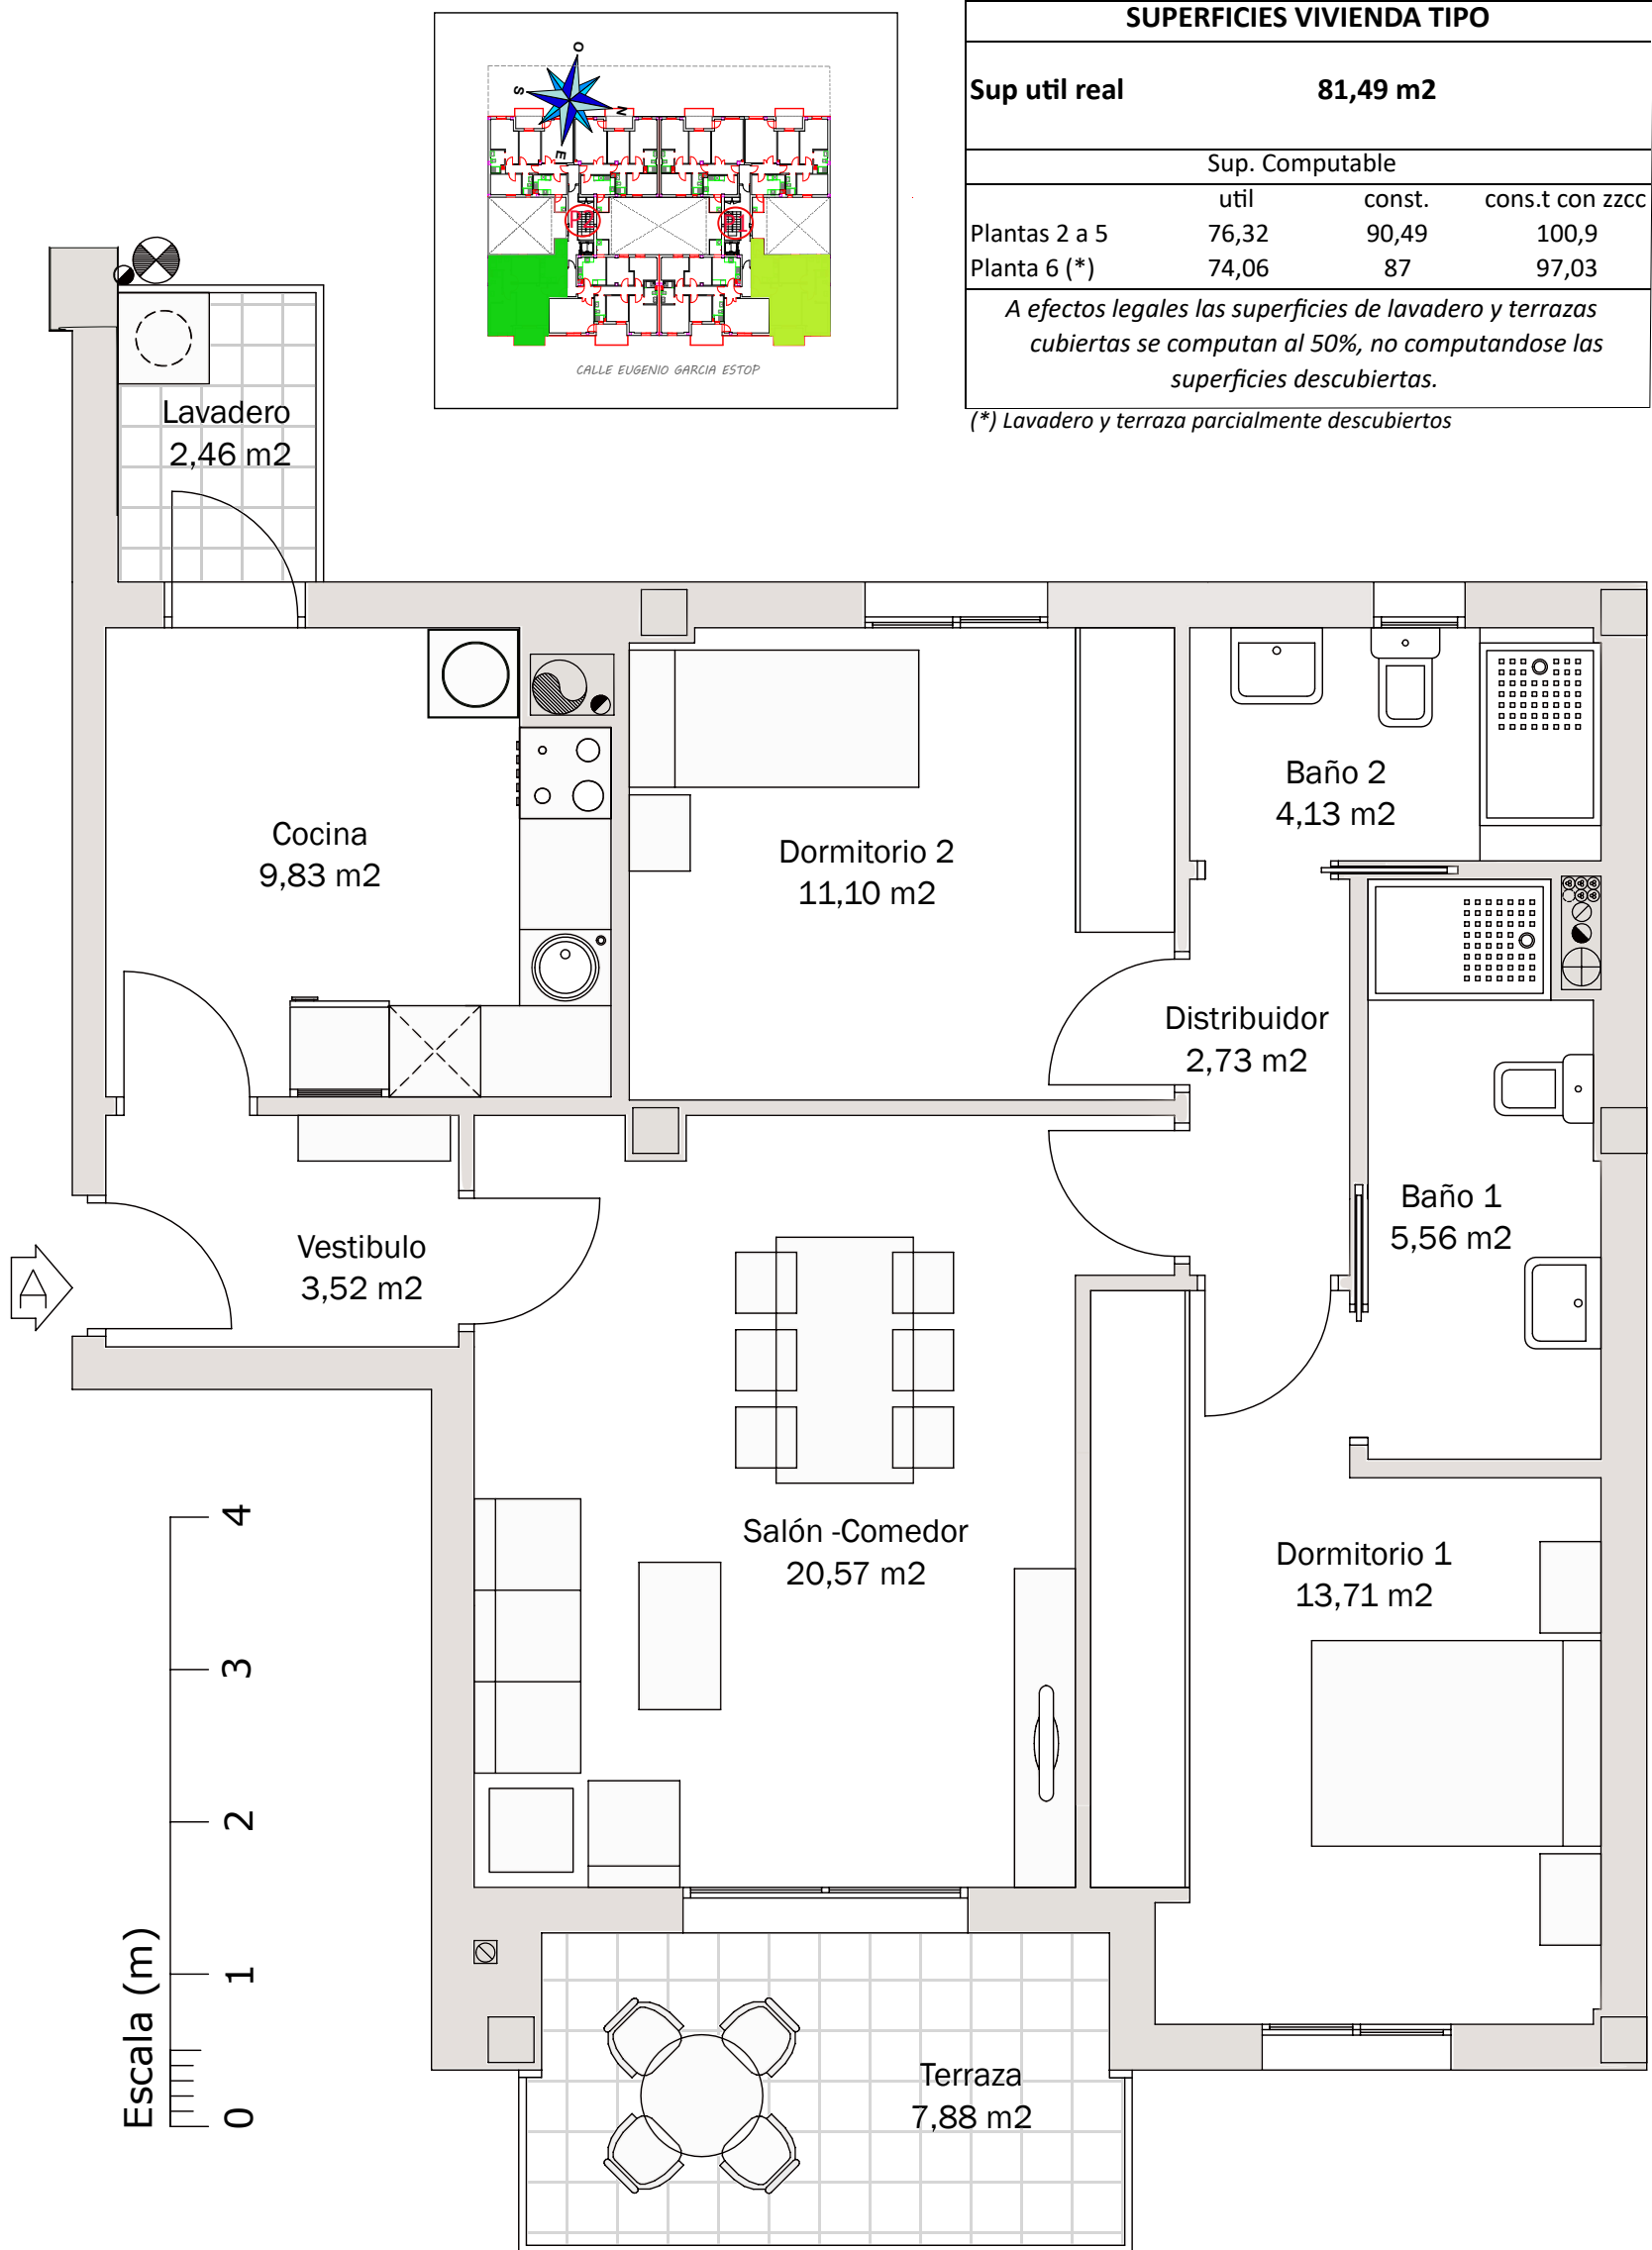 SUPERFICIES VIVIENDA TIPO
Sup util real 81,49 m2
Sup. Computable
util const. cons.t con zzcc
Plantas 2 a 5 76,32 90,49 100,9
Planta 6 (*) 74,06 87 97,03
A efectos legales las superficies de lavadero y terrazas
cubiertas se computan al 50%, no computandose las
superficies descubiertas.
(*) Lavadero y terraza parcialmente descubiertos
O
S
N
E
CALLE EUGENIO GARCIA ESTOP
Lavadero
2,46 m2
Cocina
9,83 m2
Dormitorio 2
11,10 m2
Baño 2
4,13 m2
Distribuidor
2,73 m2
Baño 1
5,56 m2
Vestibulo
3,52 m2
A
Salón -Comedor
20,57 m2
Dormitorio 1
13,71 m2
Terraza
7,88 m2
Escala (m)
0 1 2 3 4